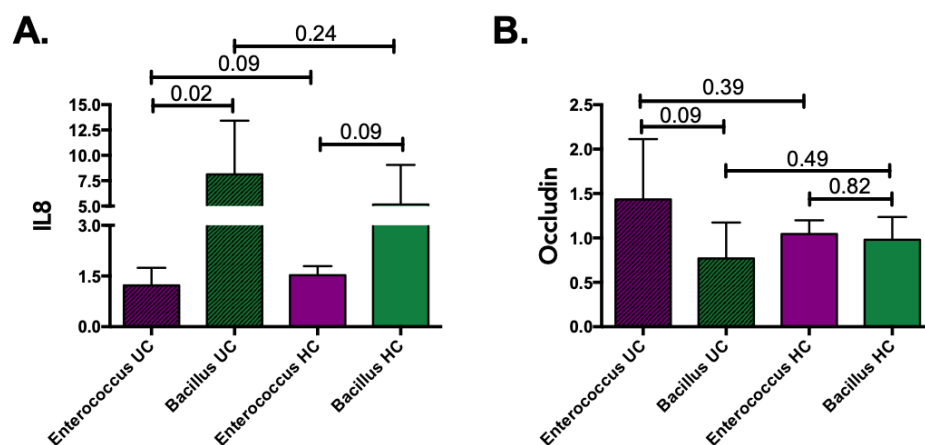 A.
0.24
0.09
0.02
0.09
15.0
12.5
10.0
7.5
5.0
3.0
1.5
0.0
IL8
Enterococcus UC
Bacillus UC
Enterococcus HC
Bacillus HC
B.
0.39
0.09
0.49
0.82
2.5
2.0
1.5
1.0
0.5
0.0
Occludin
Enterococcus UC
Bacillus UC
Enterococcus HC
Bacillus HC